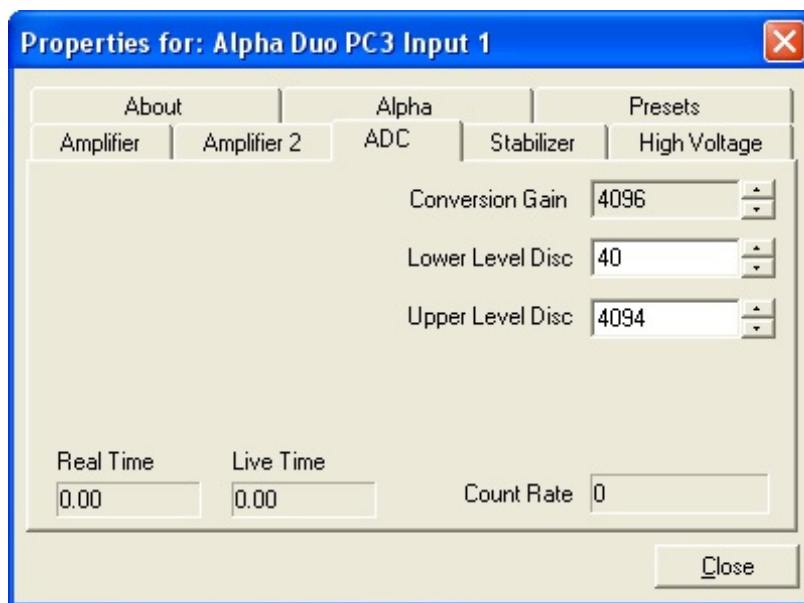 Properties for: Alpha Duo PC3 Input 1
About Alpha Presets
Amplifier Amplifier 2 ADC Stabilizer High Voltage
Conversion Gain 4096
Lower Level Disc 40
Upper Level Disc 4094
Real Time Live Time
0.00 0.00 Count Rate 0
Close